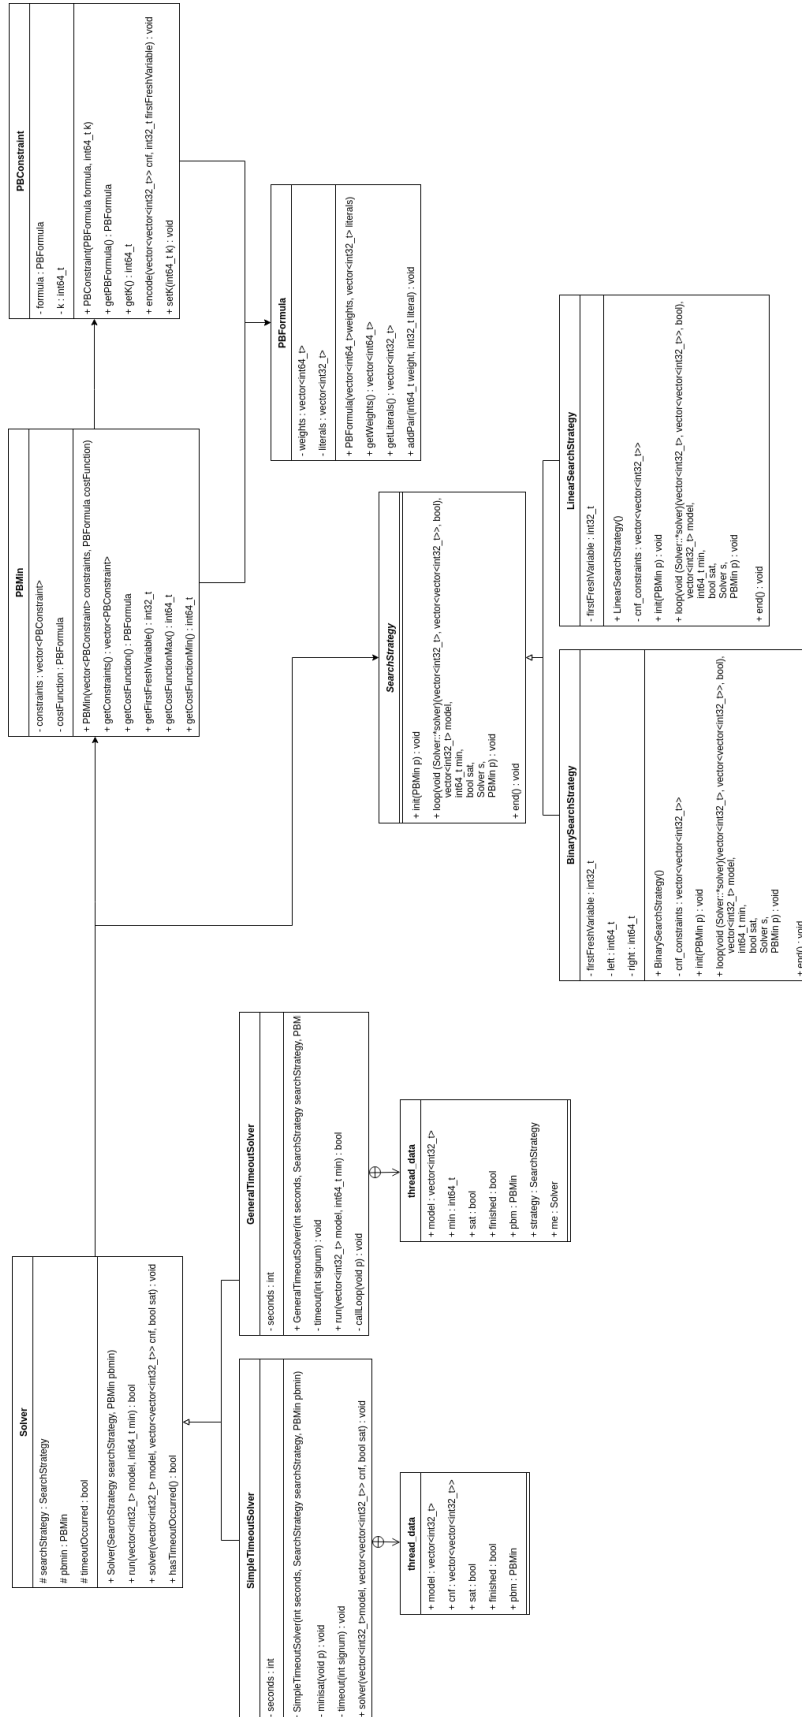 Solver
# searchStrategy : SearchStrategy
# pbmin : PBMin
# timeoutOccurred : bool
+ Solver(SearchStrategy searchStrategy, PBMin pbmin)
+ run(vector<int32_t> model, int64_t min) : bool
+ solver(vector<int32_t> model, vector<vector<int32_t>> cnf, bool sat) : void
+ hasTimeoutOccurred() : bool
PBMin
- constraints : vector<PBConstraint>
- costFunction : PBFormula
+ PBMin(vector<PBConstraint> constraints, PBFormula costFunction)
+ getConstraints() : vector<PBConstraint>
+ getCostFunction() : PBFormula
+ getFirstFreshVariable() : int32_t
+ getCostFunctionMax() : int64_t
+ getCostFunctionMin() : int64_t
PBConstraint
- formula : PBFormula
- k : int64_t
+ PBConstraint(PBFormula formula, int64_t k)
+ getPBFormula() : PBFormula
+ getK() : int64_t
+ encode(vector<vector<int32_t>> cnf, int32_t firstFreshVariable) : void
+ setK(int64_t k) : void
SimpleTimeoutSolver
- seconds : int
- SimpleTimeoutSolver(int seconds, SearchStrategy searchStrategy, PBMin pbmin)
- minisat(void p) : void
- timeout(int signum) : void
+ solver(vector<int32_t>model, vector<vector<int32_t>> cnf, bool sat) : void
GeneralTimeoutSolver
- seconds : int
+ GeneralTimeoutSolver(int seconds, SearchStrategy searchStrategy, PBM
- timeout(int signum) : void
+ run(vector<int32_t> model, int64_t min) : bool
- callLoop(void p) : void
PBFormula
- weights : vector<int64_t>
- literals : vector<int32_t>
+ PBFormula(vector<int64_t>weights, vector<int32_t> literals)
+ getWeights() : vector<int64_t>
+ getLiterals() : vector<int32_t>
+ addPair(int64_t weight, int32_t literal) : void
SearchStrategy
+ init(PBMin p) : void
+ loop(void (Solver::*solver)(vector<int32_t>, vector<vector<int32_t>>, bool),
vector<int32_t> model,
int64_t min,
bool sat,
Solver s,
PBMin p) : void
+ end() : void
thread_data
+ model : vector<int32_t>
+ cnf : vector<vector<int32_t>>
+ sat : bool
+ finished : bool
+ pbm : PBMin
thread_data
+ model : vector<int32_t>
+ min : int64_t
+ sat : bool
+ finished : bool
+ pbm : PBMin
+ strategy : SearchStrategy
+ me : Solver
BinarySearchStrategy
- firstFreshVariable : int32_t
- left : int64_t
- right : int64_t
+ BinarySearchStrategy()
- cnf_constraints : vector<vector<int32_t>>
+ init(PBMin p) : void
+ loop(void (Solver::*solver)(vector<int32_t>, vector<vector<int32_t>>, bool),
vector<int32_t> model,
int64_t min,
bool sat,
Solver s,
PBMin p) : void
+ end() : void
LinearSearchStrategy
- firstFreshVariable : int32_t
+ LinearSearchStrategy()
- cnf_constraints : vector<vector<int32_t>>
+ init(PBMin p) : void
+ loop(void (Solver::*solver)(vector<int32_t>, vector<vector<int32_t>>, bool),
vector<int32_t> model,
int64_t min,
bool sat,
Solver s,
PBMin p) : void
+ end() : void